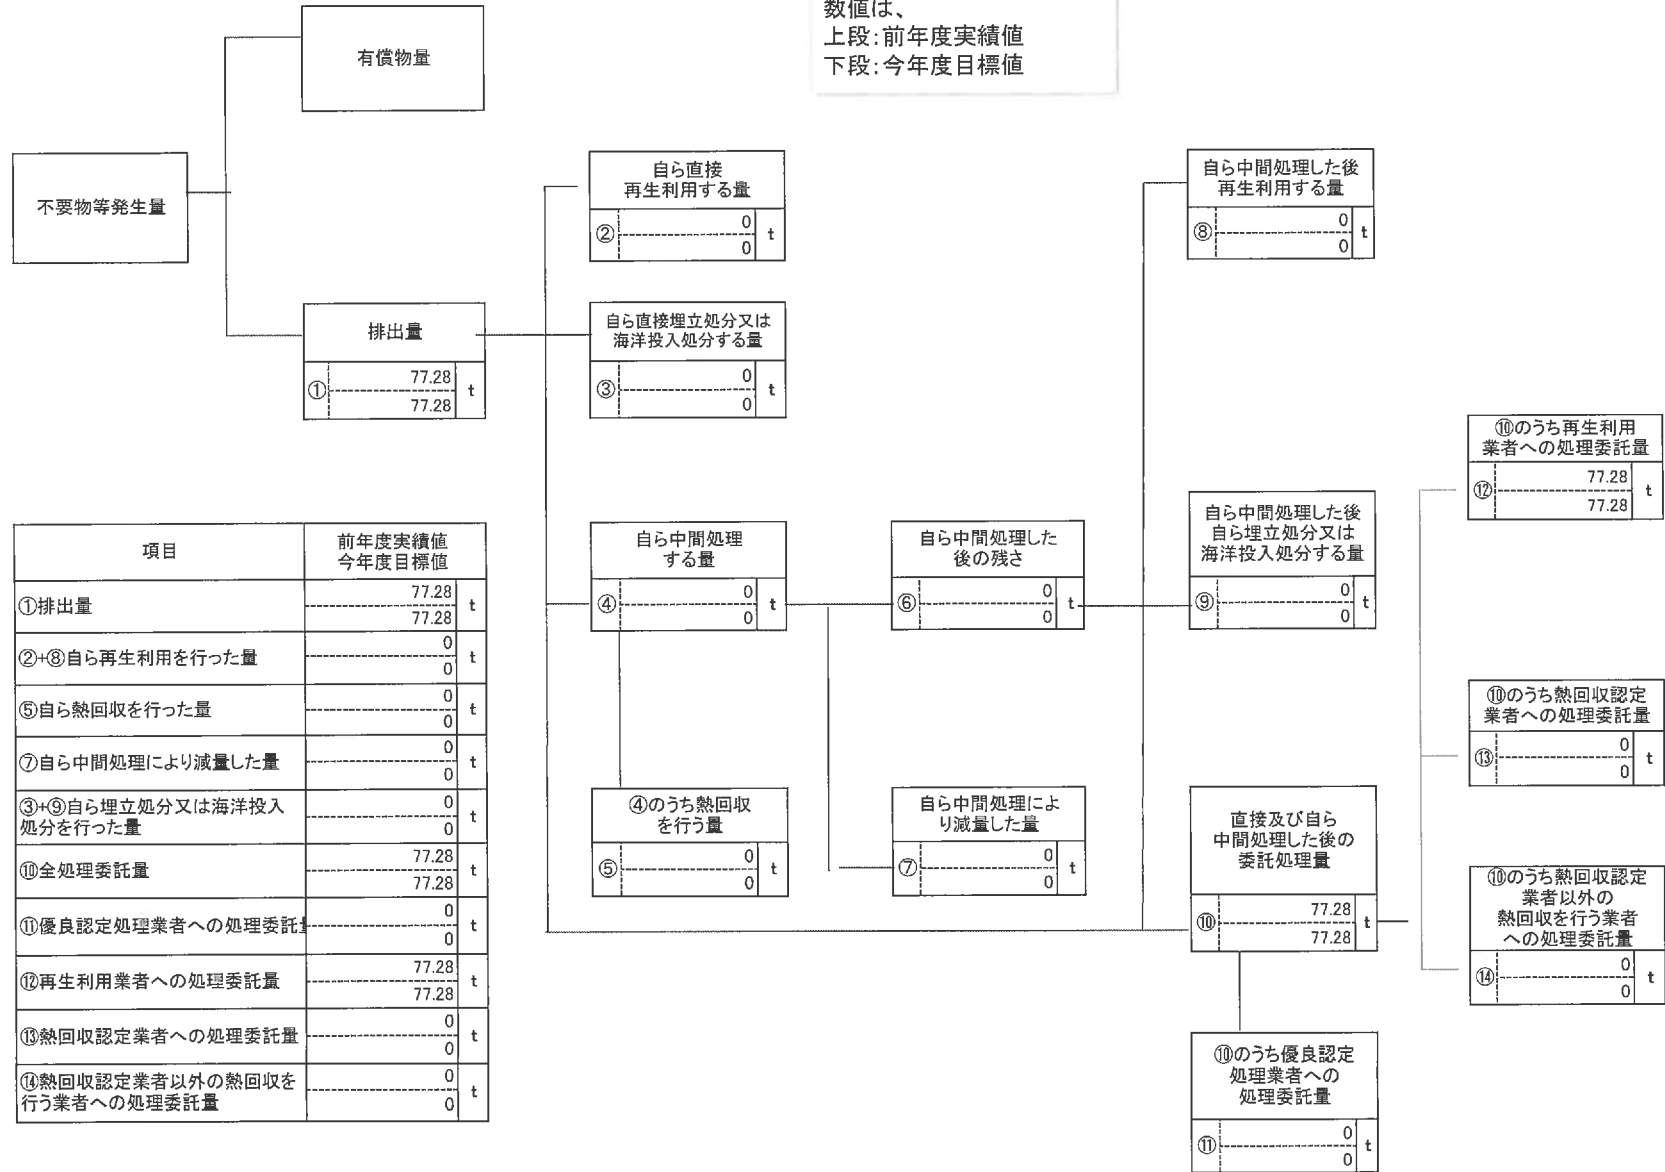 数値は、
上段:前年度実績値
下段:今年度目標値
有償物量
不要物等発生量
排出量
① 77.28 t
77.28
自ら直接
再生利用する量
② 0 t
0
自ら直接埋立処分又は
海洋投入処分する量
③ 0 t
0
自ら中間処理
する量
④ 0 t
0
④のうち熱回収
を行う量
⑤ 0 t
0
自ら中間処理した
後の残さ
⑥ 0 t
0
自ら中間処理によ
り減量した量
⑦ 0 t
0
自ら中間処理した後
再生利用する量
⑧ 0 t
0
自ら中間処理した後
自ら埋立処分又は
海洋投入処分する量
⑨ 0 t
0
直接及び自ら
中間処理した後の
委託処理量
⑩ 77.28 t
77.28
⑩のうち優良認定
処理業者への
処理委託量
⑪ 0 t
0
⑩のうち再生利用
業者への処理委託量
⑫ 77.28 t
77.28
⑩のうち熱回収認定
業者への処理委託量
⑬ 0 t
0
⑩のうち熱回収認定
業者以外の
熱回収を行う業者
への処理委託量
⑭ 0 t
0
項目 前年度実績値
今年度目標値
①排出量 77.28 t
77.28
②+⑧自ら再生利用を行った量 0 t
0
⑤自ら熱回収を行った量 0 t
0
⑦自ら中間処理により減量した量 0 t
0
③+⑨自ら埋立処分又は海洋投入
処分を行った量 0 t
0
⑩全処理委託量 77.28 t
77.28
⑪優良認定処理業者への処理委託 0 t
0
⑫再生利用業者への処理委託量 77.28 t
77.28
⑬熱回収認定業者への処理委託量 0 t
0
⑭熱回収認定業者以外の熱回収を
行う業者への処理委託量 0 t
0